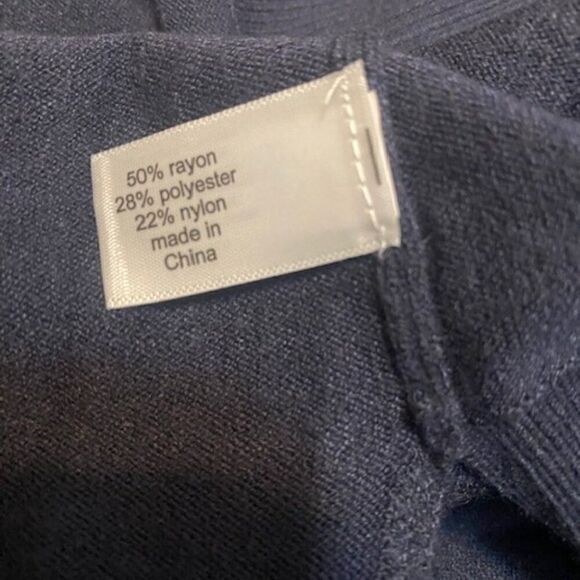 50% rayon
28% polyester
22% nylon
made in
China